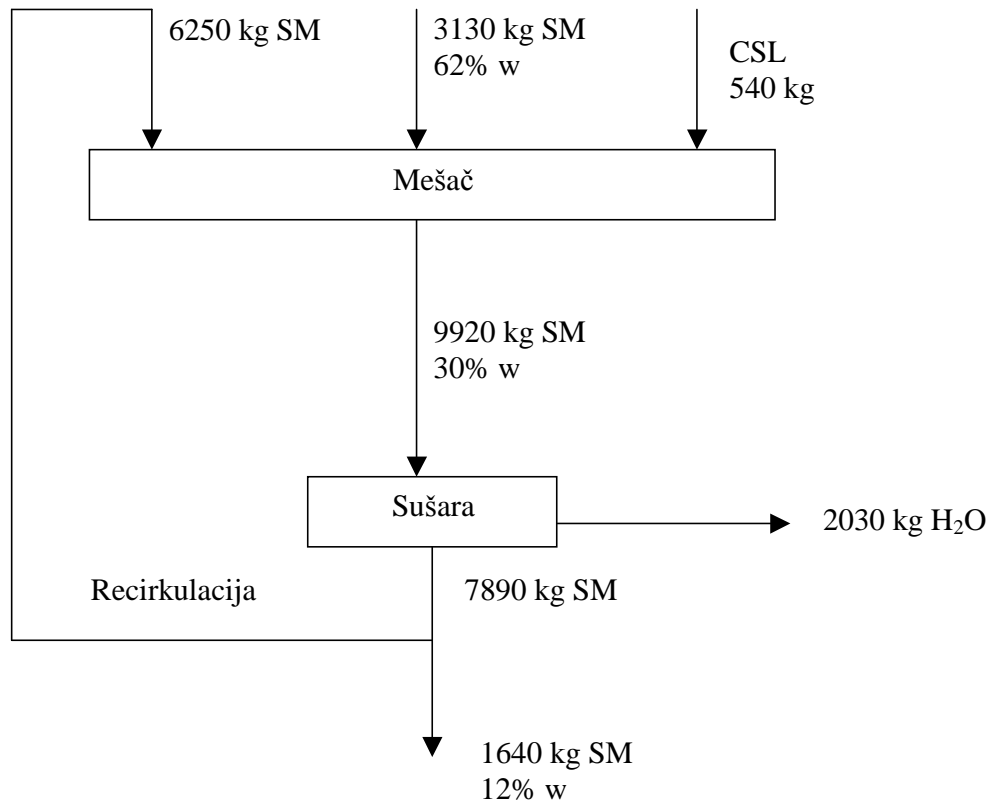 6250 kg SM
3130 kg SM
62% w
CSL
540 kg
Mešač
9920 kg SM
30% w
Sušara
2030 kg H₂O
Recirkulacija
7890 kg SM
1640 kg SM
12% w